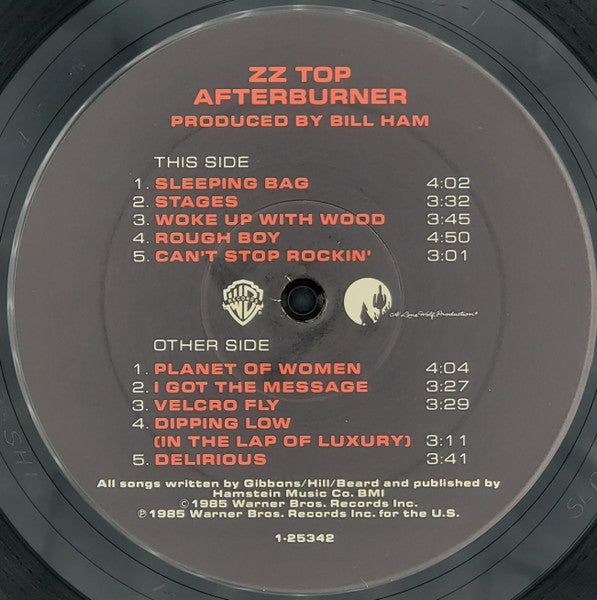 ZZ TOP
AFTERBURNER
PRODUCED BY BILL HAM
THIS SIDE
1. SLEEPING BAG 4:02
2. STAGES 3:32
3. WOKE UP WITH WOOD 3:45
4. ROUGH BOY 4:50
5. CAN'T STOP ROCKIN' 3:01
A Lone Wolf Production
OTHER SIDE
1. PLANET OF WOMEN 4:04
2. I GOT THE MESSAGE 3:27
3. VELCRO FLY 3:29
4. DIPPING LOW
(IN THE LAP OF LUXURY) 3:11
5. DELIRIOUS 3:41
All songs written by Gibbons/Hill/Beard and published by
Hamstein Music Co. BMI
©1985 Warner Bros. Records Inc.
℗1985 Warner Bros. Records Inc. for the U.S.
1-25342